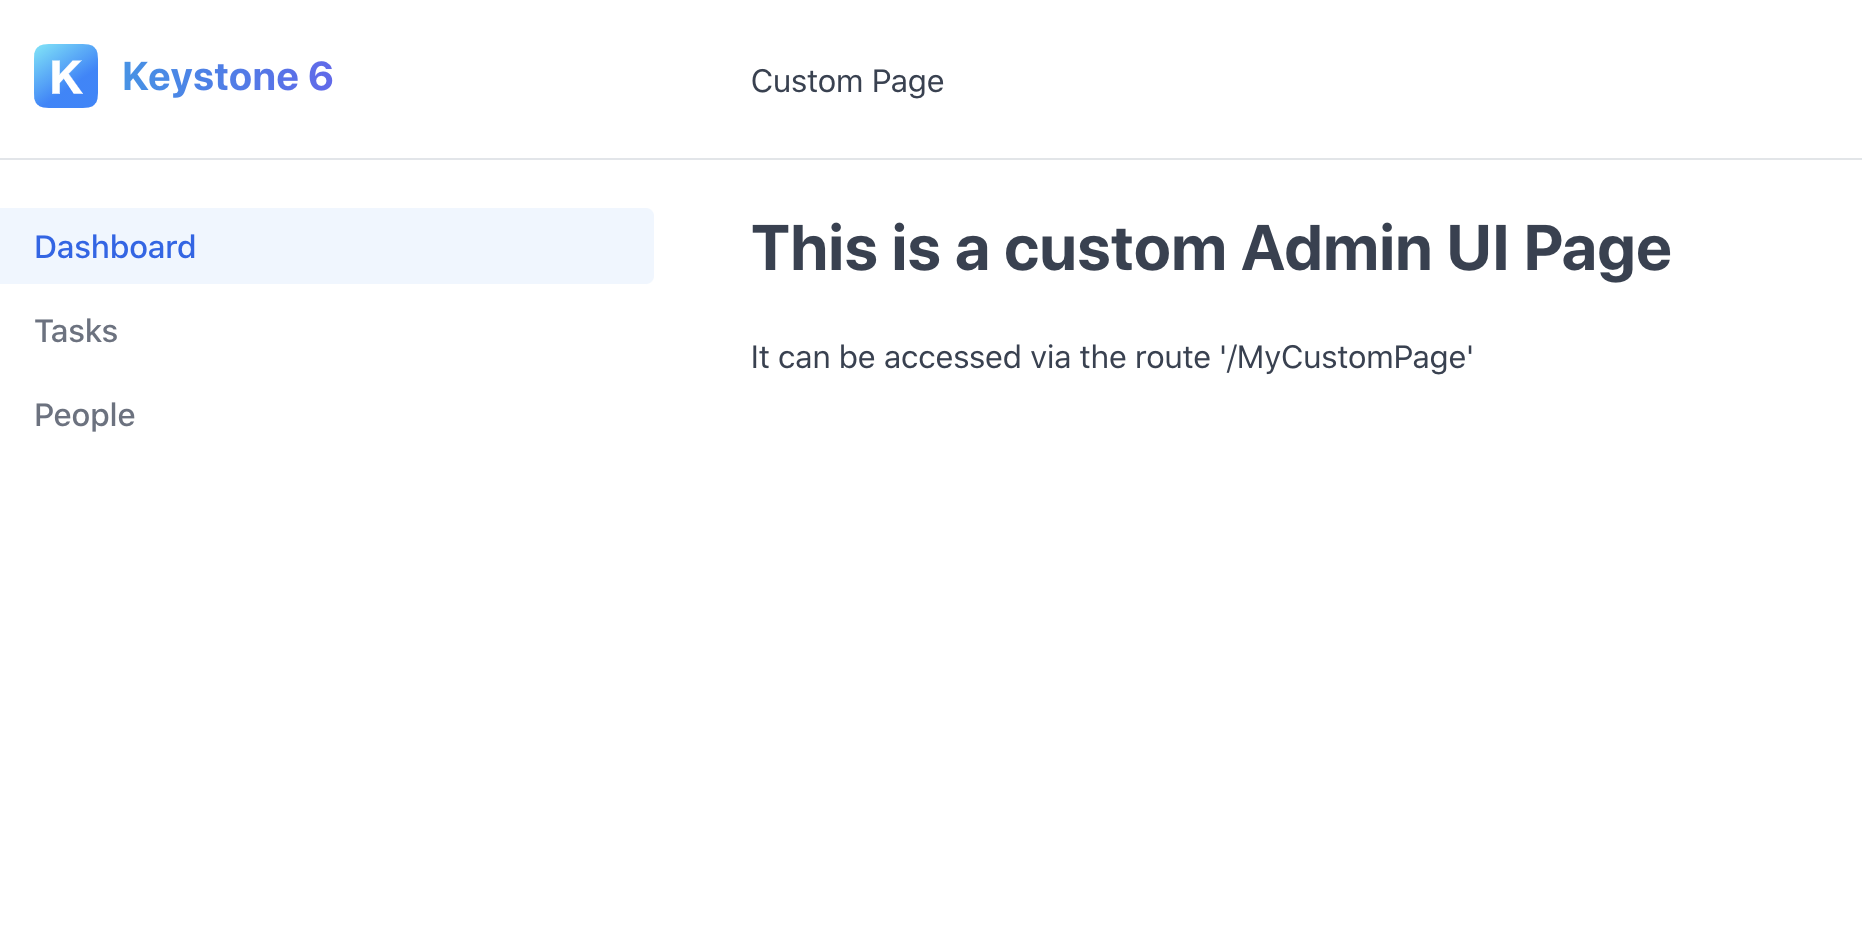 K Keystone 6
Custom Page
Dashboard
Tasks
People
This is a custom Admin UI Page
It can be accessed via the route '/MyCustomPage'